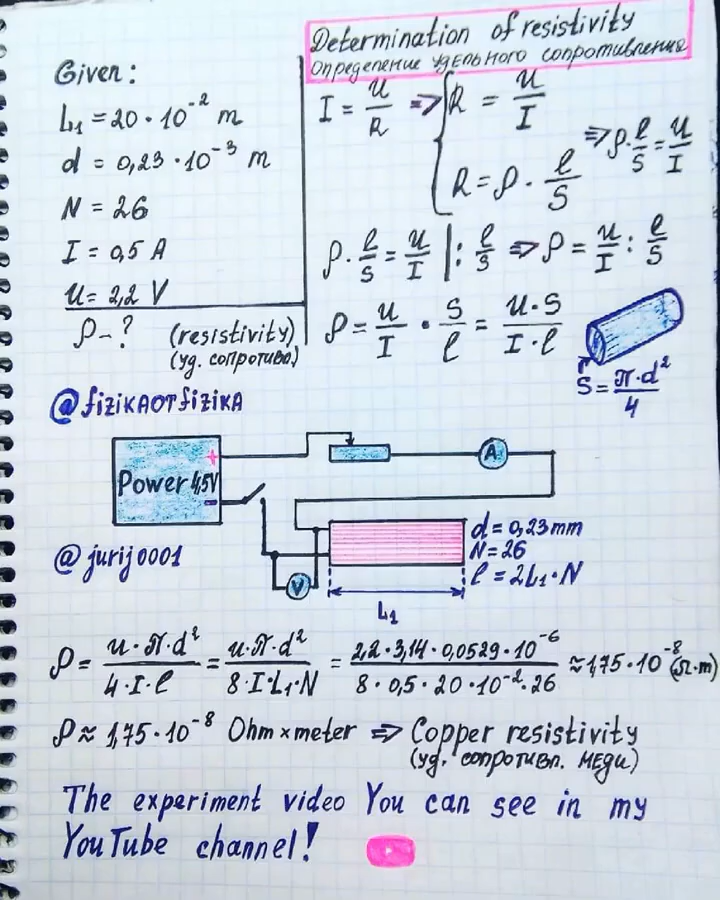 Determination of resistivity
Определение удельного сопротивления
Given:
L₁ = 20 · 10⁻² m
d = 0,23 · 10⁻³ m
N = 26
I = 0,5 A
U = 2,2 V
ρ – ? (resistivity)
(уд. сопротивл.)
I = U/R ⇒ { R = U/I
R = ρ · l/S
⇒ ρ · l/S = U/I
ρ · l/S = U/I | : l/S ⇒ ρ = U/I : l/S
ρ = U/I · S/l = U·S/I·l
S = π·d²/4
@fizikaotfizika
Power 4,5V
+
-
A
V
d = 0,23 mm
N = 26
l = 2L₁·N
L₁
@jurij0001
ρ = U·π·d²/4·I·l = U·π·d²/8·I·L₁·N = 2,2·3,14·0,0529·10⁻⁶/8·0,5·20·10⁻²·26 ≈ 1,75·10⁻⁸ (Ω·m)
ρ ≈ 1,75 · 10⁻⁸ Ohm × meter ⇒ Copper resistivity
(уд. сопротивл. меди)
The experiment video You can see in my
YouTube channel!